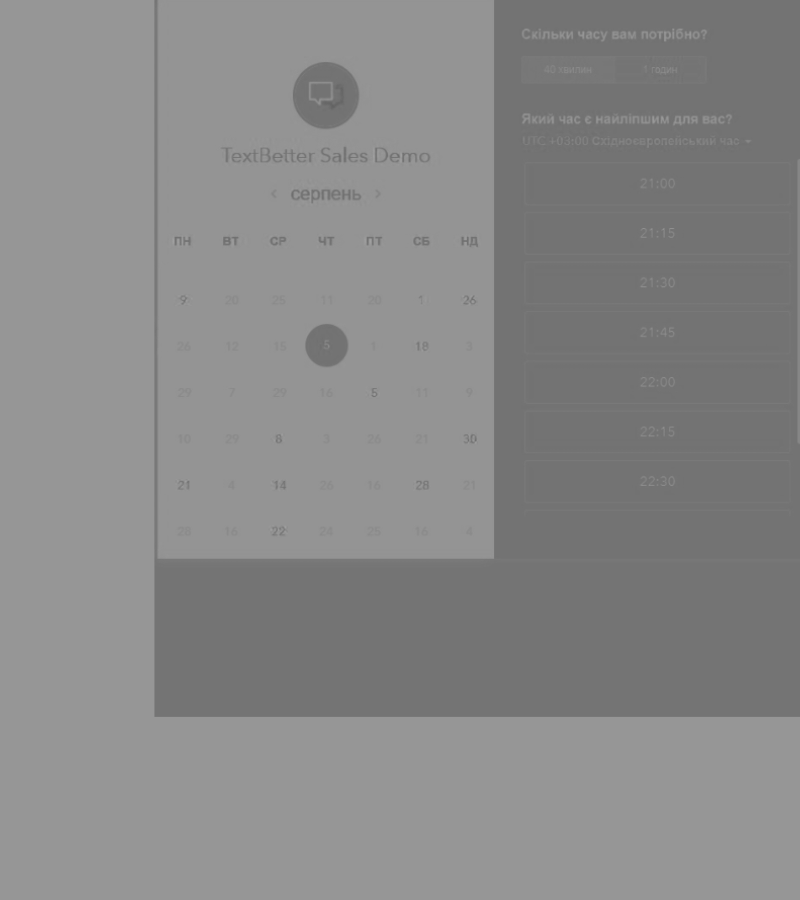 TextBetter Sales Demo
‹ серпень ›
ПН ВТ СР ЧТ ПТ СБ НД
9 20 25 11 20 1 26
26 12 15 5 1 18 3
29 7 29 16 5 11 9
10 29 8 3 26 21 30
21 4 14 26 16 28 21
28 16 22 24 25 16 4
Скільки часу вам потрібно?
40 хвилин 1 годин
Який час є найліпшим для вас?
UTC +03:00 Східноєвропейський час
21:00
21:15
21:30
21:45
22:00
22:15
22:30